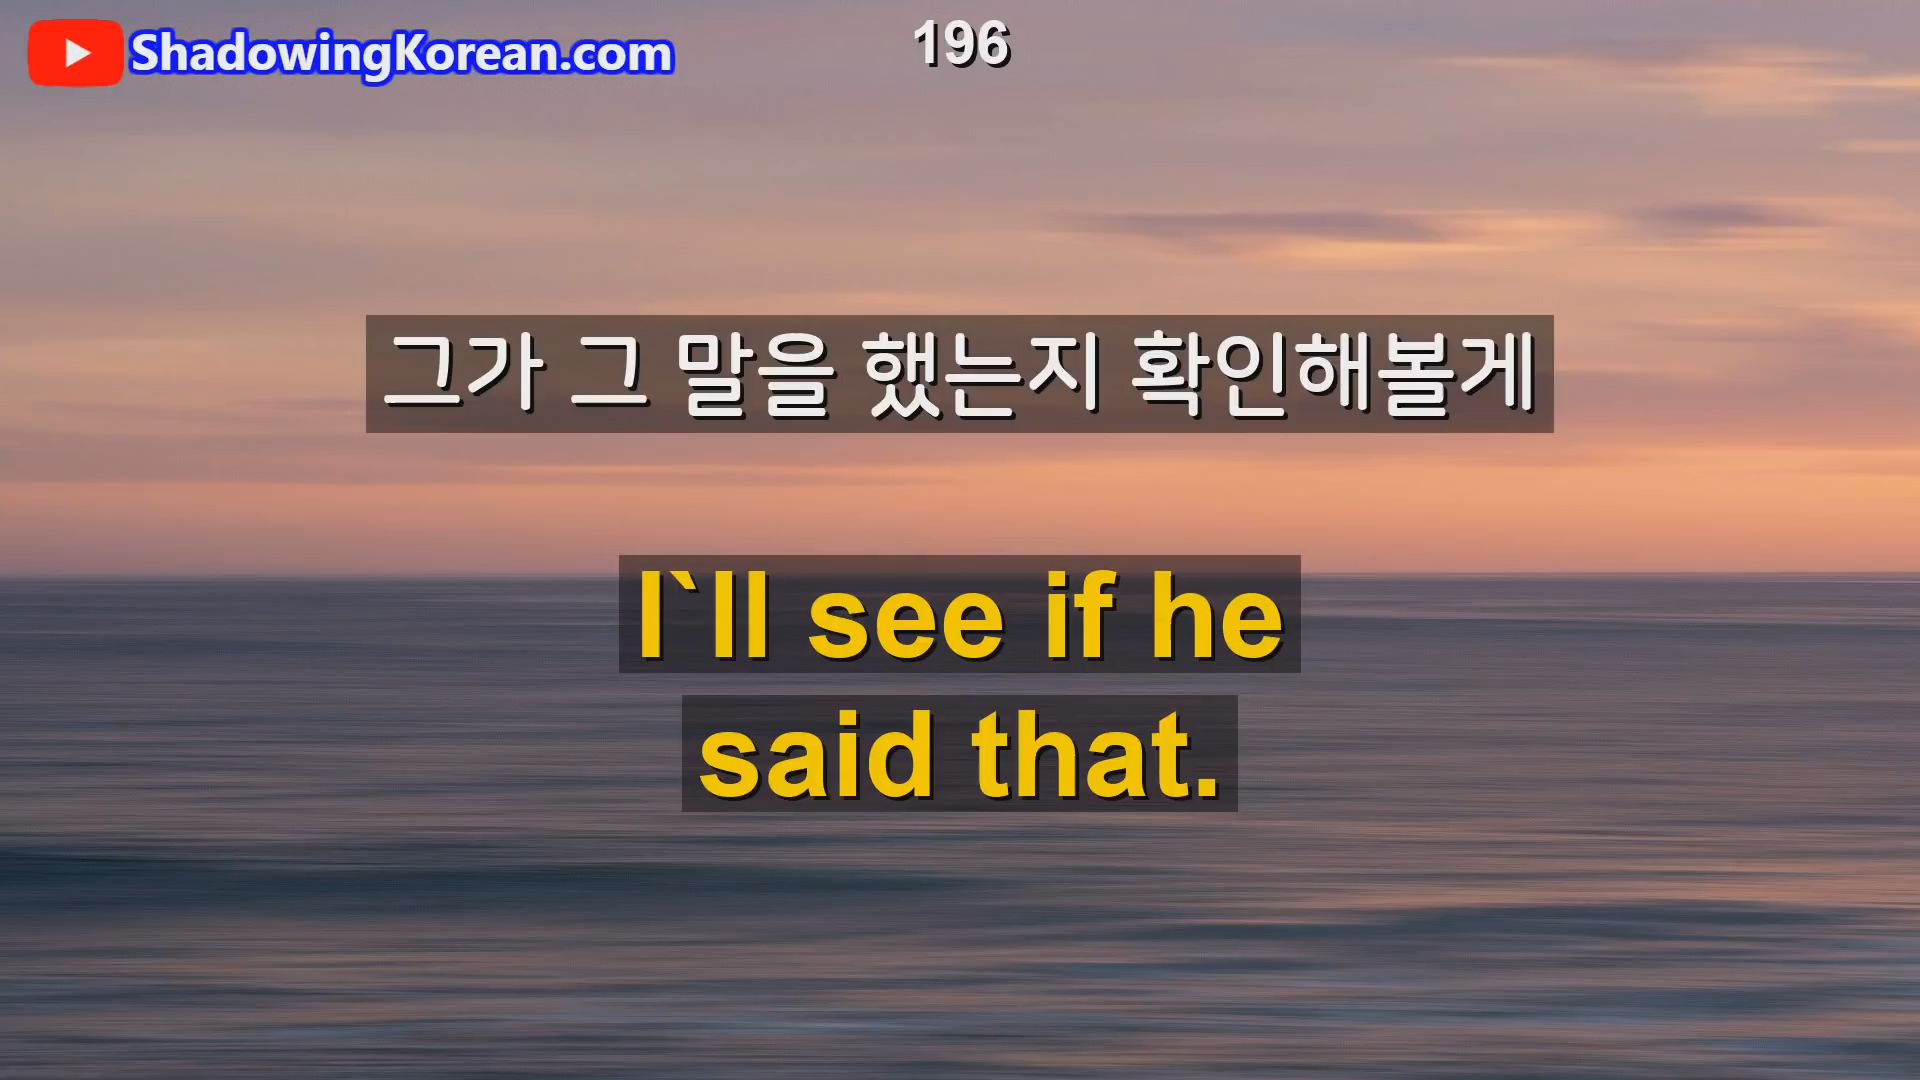 ShadowingKorean.com
196
그가 그 말을 했는지 확인해볼게
I`ll see if he
said that.